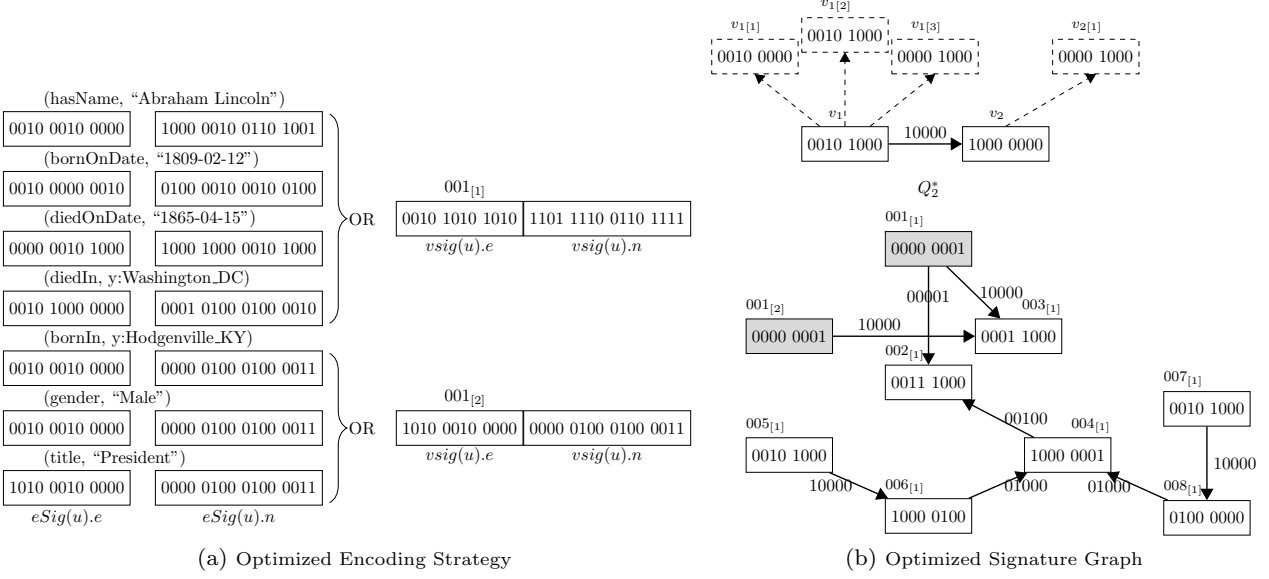 (hasName, “Abraham Lincoln”)
0010 0010 0000 1000 0010 0110 1001
(bornOnDate, “1809-02-12”)
0010 0000 0010 0100 0010 0010 0100
(diedOnDate, “1865-04-15”)
0000 0010 1000 1000 1000 0010 1000
(diedIn, y:Washington_DC)
0010 1000 0000 0001 0100 0100 0010
OR
001[1]
0010 1010 1010 1101 1110 0110 1111
vsig(u).e vsig(u).n
(bornIn, y:Hodgenville_KY)
0010 0010 0000 0000 0100 0100 0011
(gender, “Male”)
0010 0010 0000 0000 0100 0100 0011
(title, “President”)
1010 0010 0000 0000 0100 0100 0011
eSig(u).e eSig(u).n
OR
001[2]
1010 0010 0000 0000 0100 0100 0011
vsig(u).e vsig(u).n
(a) Optimized Encoding Strategy
v1[1] v1[2] v1[3] v2[1]
0010 0000 0010 1000 0000 1000 0000 1000
v1 v2
0010 1000 10000 1000 0000
Q2*
001[1]
0000 0001
00001 10000
001[2] 003[1]
0000 0001 10000 0001 1000
002[1]
0011 1000
007[1]
0010 1000
00100
005[1] 004[1]
0010 1000 1000 0001
10000
10000 01000 01000
006[1] 008[1]
1000 0100 0100 0000
(b) Optimized Signature Graph